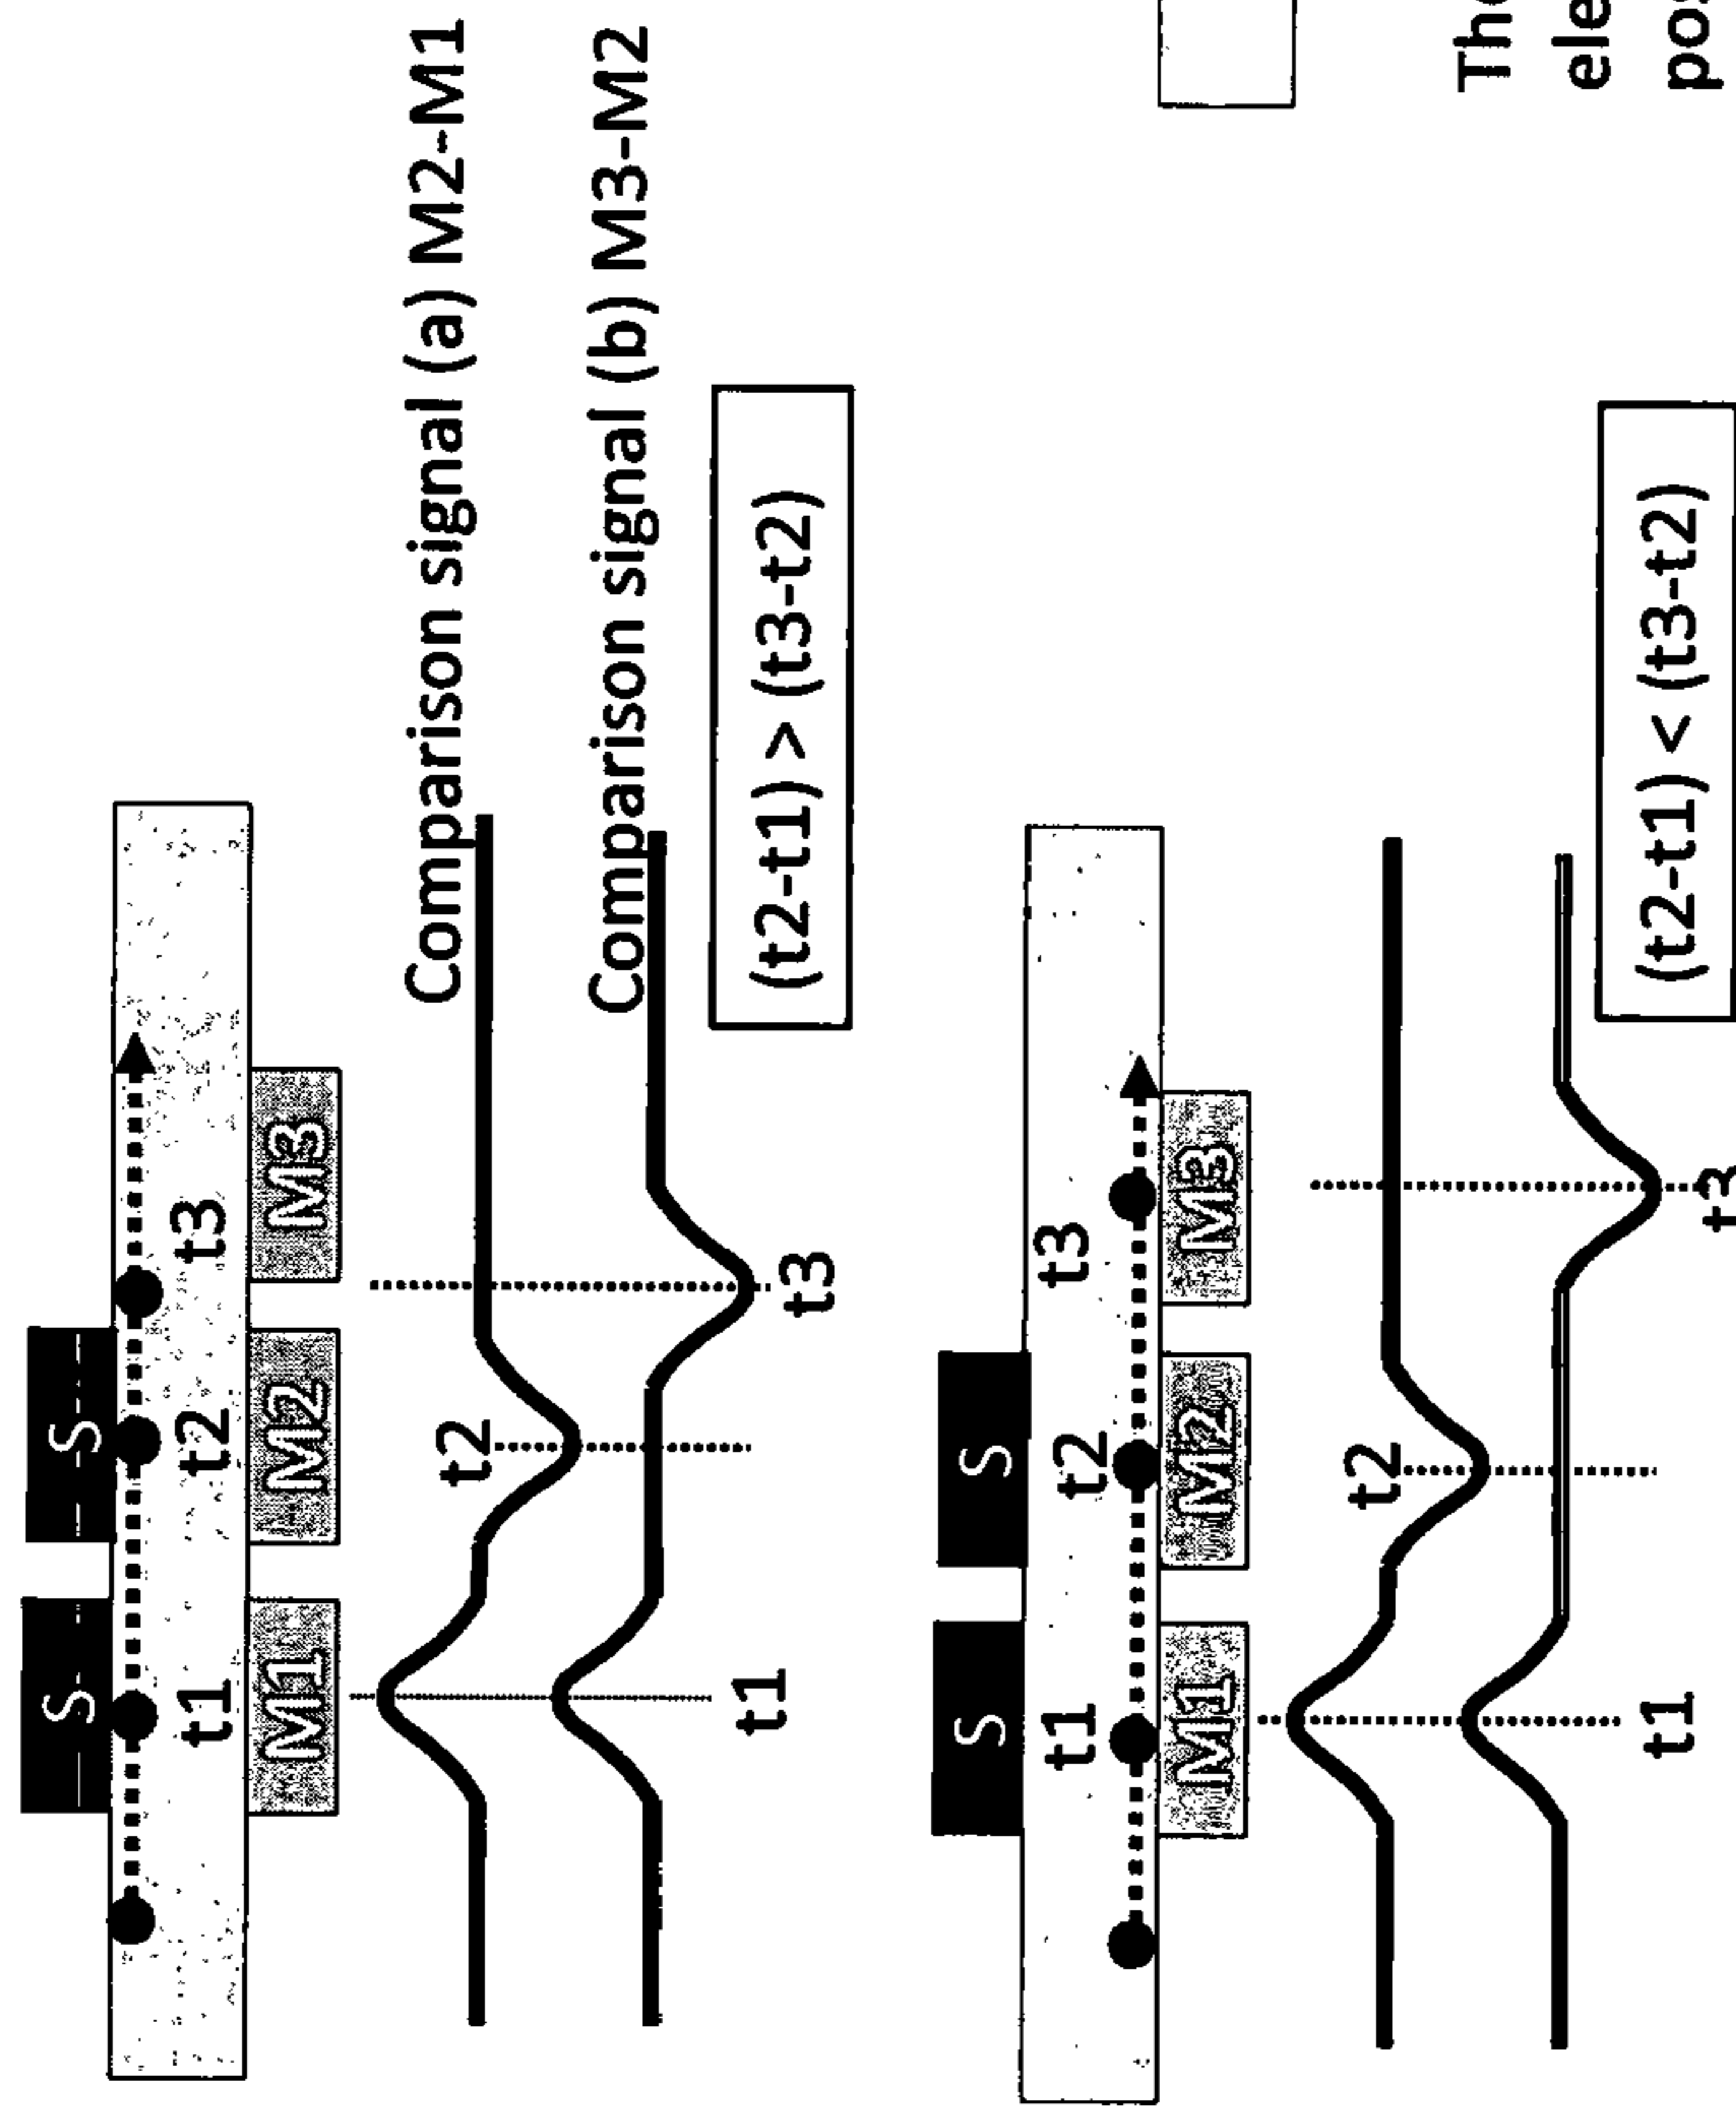 S S
t1 t2 t3
M1 M2 M3
Comparison signal (a) M2-M1
t2
Comparison signal (b) M3-M2
t1 t3
(t2-t1) > (t3-t2)
S S
t1 t2 t3
M1 M2 M3
t2
t1 t3
(t2-t1) < (t3-t2)